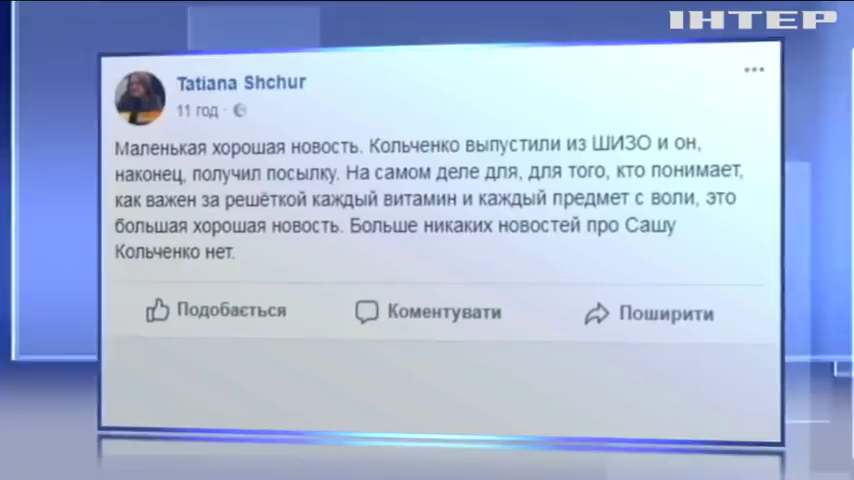 ІНТЕР
Tatiana Shchur
11 год ·
Маленькая хорошая новость. Кольченко выпустили из ШИЗО и он,
наконец, получил посылку. На самом деле для, для того, кто понимает,
как важен за решёткой каждый витамин и каждый предмет с воли, это
большая хорошая новость. Больше никаких новостей про Сашу
Кольченко нет.
Подобається Коментувати Поширити